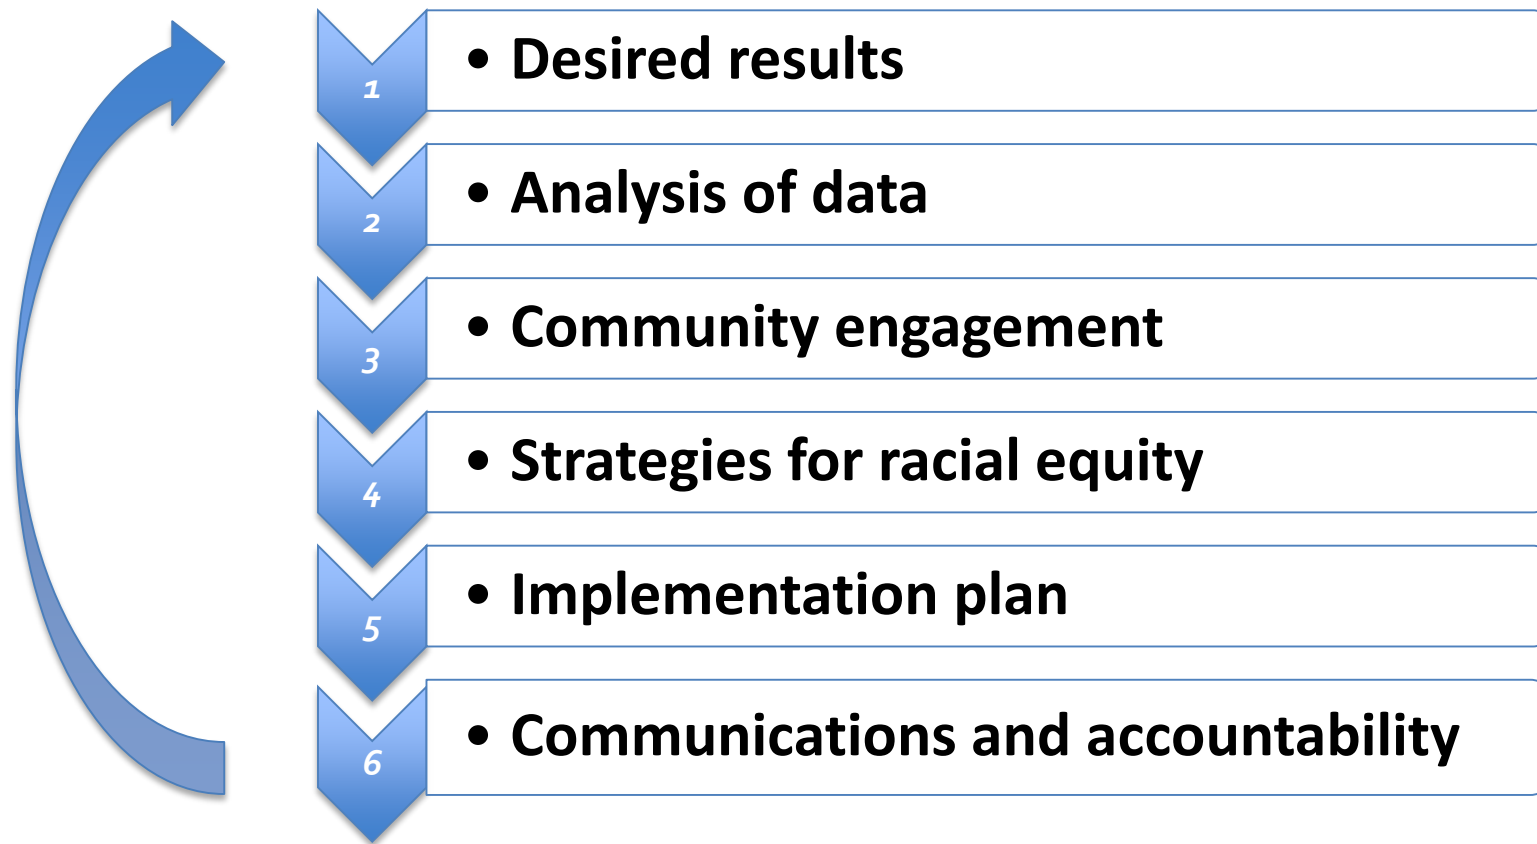 1 • Desired results
2 • Analysis of data
3 • Community engagement
4 • Strategies for racial equity
5 • Implementation plan
6 • Communications and accountability